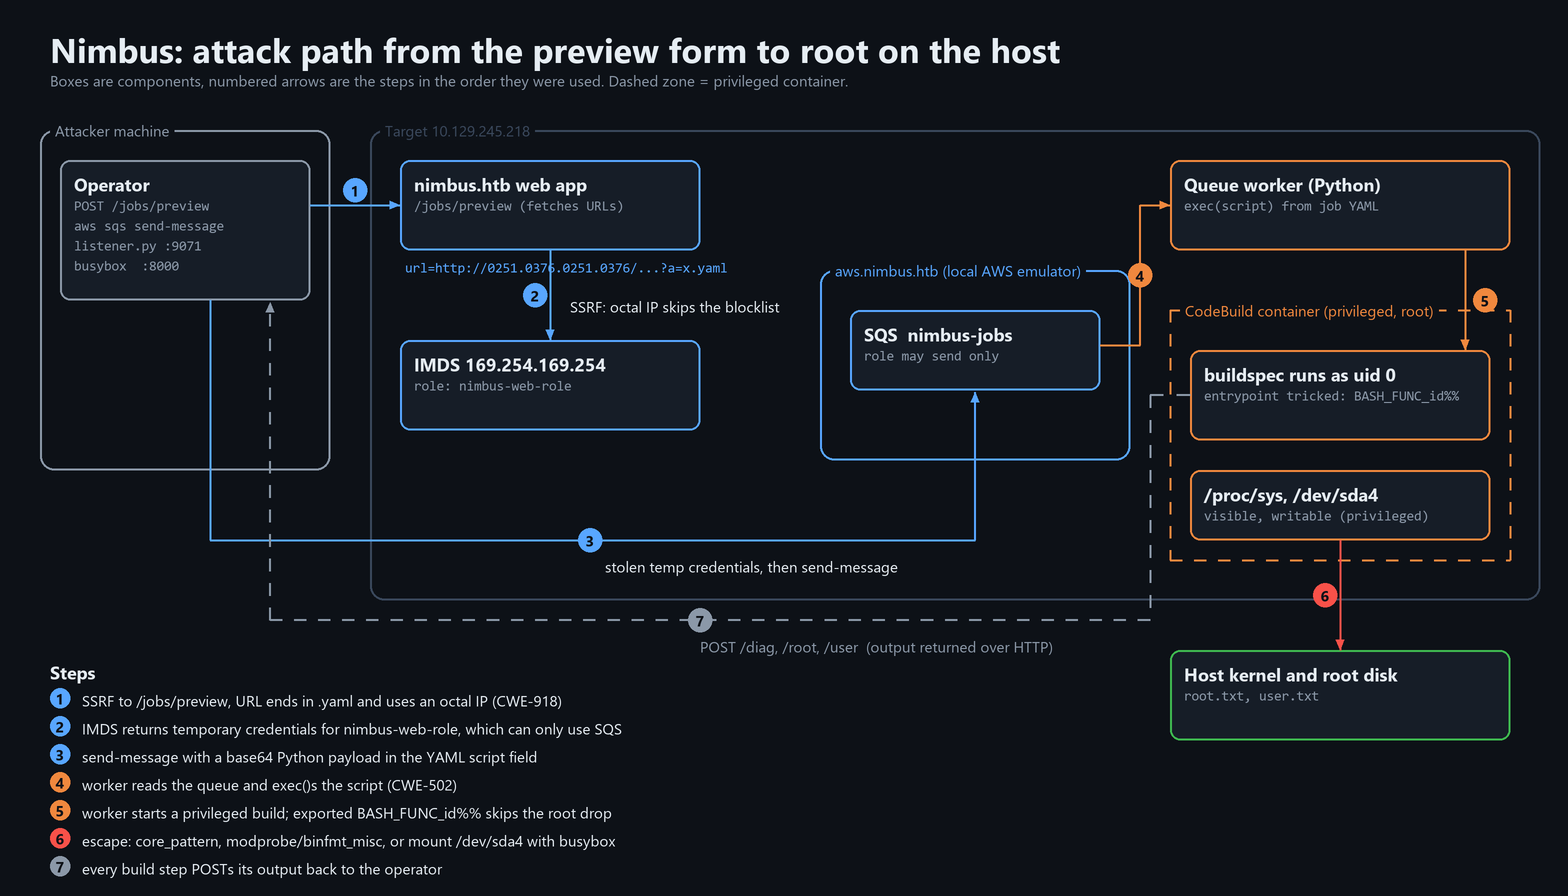 Nimbus: attack path from the preview form to root on the host
Boxes are components, numbered arrows are the steps in the order they were used. Dashed zone = privileged container.
Attacker machine
Operator
POST /jobs/preview
aws sqs send-message
listener.py :9071
busybox  :8000
1
Target 10.129.245.218
nimbus.htb web app
/jobs/preview (fetches URLs)
url=http://0251.0376.0251.0376/...?a=x.yaml
2
SSRF: octal IP skips the blocklist
IMDS 169.254.169.254
role: nimbus-web-role
aws.nimbus.htb (local AWS emulator)
SQS  nimbus-jobs
role may send only
4
Queue worker (Python)
exec(script) from job YAML
5
CodeBuild container (privileged, root)
buildspec runs as uid 0
entrypoint tricked: BASH_FUNC_id%%
/proc/sys, /dev/sda4
visible, writable (privileged)
3
stolen temp credentials, then send-message
6
7
POST /diag, /root, /user  (output returned over HTTP)
Host kernel and root disk
root.txt, user.txt
Steps
1 SSRF to /jobs/preview, URL ends in .yaml and uses an octal IP (CWE-918)
2 IMDS returns temporary credentials for nimbus-web-role, which can only use SQS
3 send-message with a base64 Python payload in the YAML script field
4 worker reads the queue and exec()s the script (CWE-502)
5 worker starts a privileged build; exported BASH_FUNC_id%% skips the root drop
6 escape: core_pattern, modprobe/binfmt_misc, or mount /dev/sda4 with busybox
7 every build step POSTs its output back to the operator